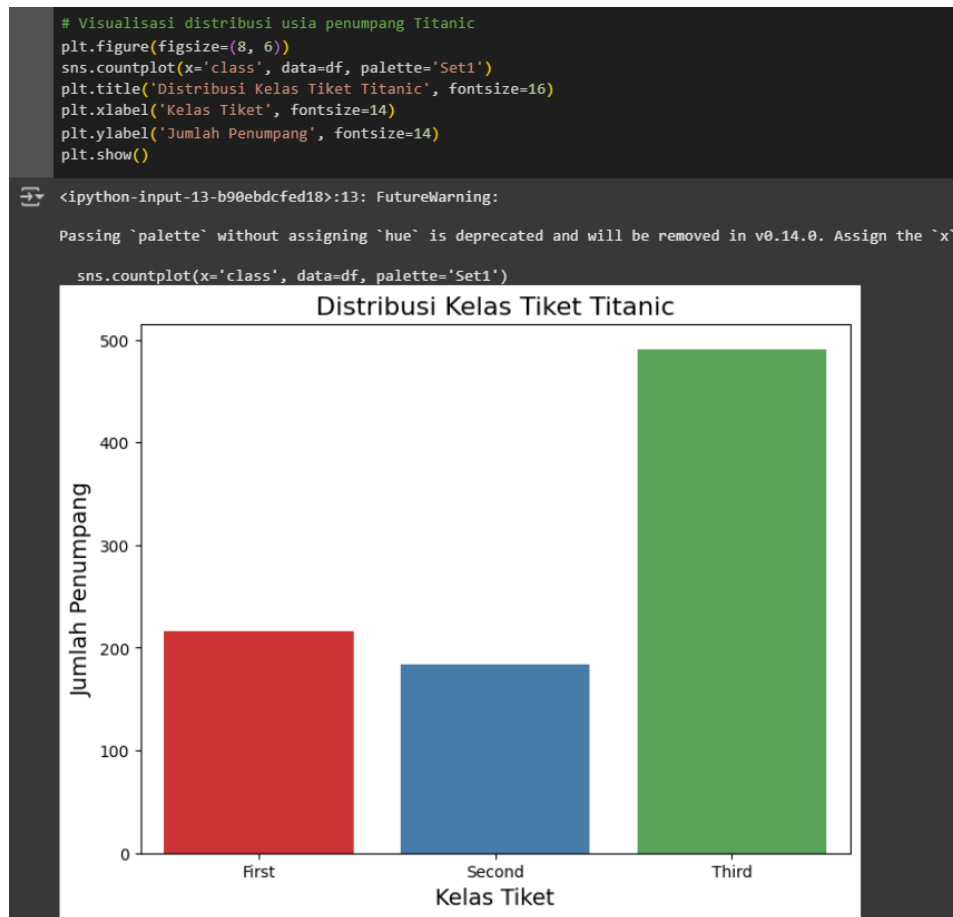 # Visualisasi distribusi usia penumpang Titanic
plt.figure(figsize=(8, 6))
sns.countplot(x='class', data=df, palette='Set1')
plt.title('Distribusi Kelas Tiket Titanic', fontsize=16)
plt.xlabel('Kelas Tiket', fontsize=14)
plt.ylabel('Jumlah Penumpang', fontsize=14)
plt.show()
<ipython-input-13-b90ebdcfed18>:13: FutureWarning:
Passing `palette` without assigning `hue` is deprecated and will be removed in v0.14.0. Assign the `x`
sns.countplot(x='class', data=df, palette='Set1')
Distribusi Kelas Tiket Titanic
500
400
300
200
100
0
Jumlah Penumpang
First Second Third
Kelas Tiket